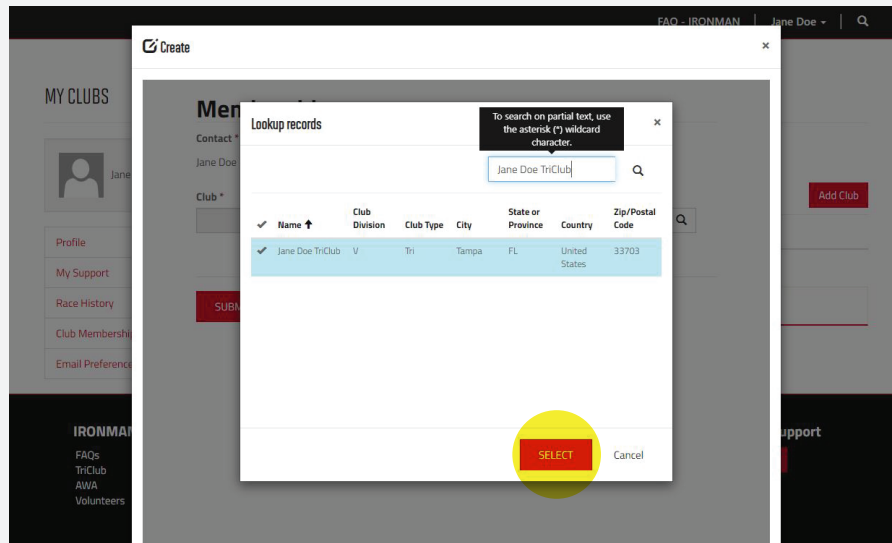 FAQ - IRONMAN
Jane Doe
Create
×
MY CLUBS
Jane
Add Club
Profile
My Support
Race History
Club Membership
Email Preference
Contact *
Jane Doe
Club *
Lookup records
×
To search on partial text, use
the asterisk (*) wildcard
character.
Jane Doe TriClub
Name
Club
Division
Club Type
City
State or
Province
Country
Zip/Postal
Code
Jane Doe TriClub V Tri Tampa FL United
States
33703
SELECT
Cancel
IRONMAN
FAQs
TriClub
AWA
Volunteers